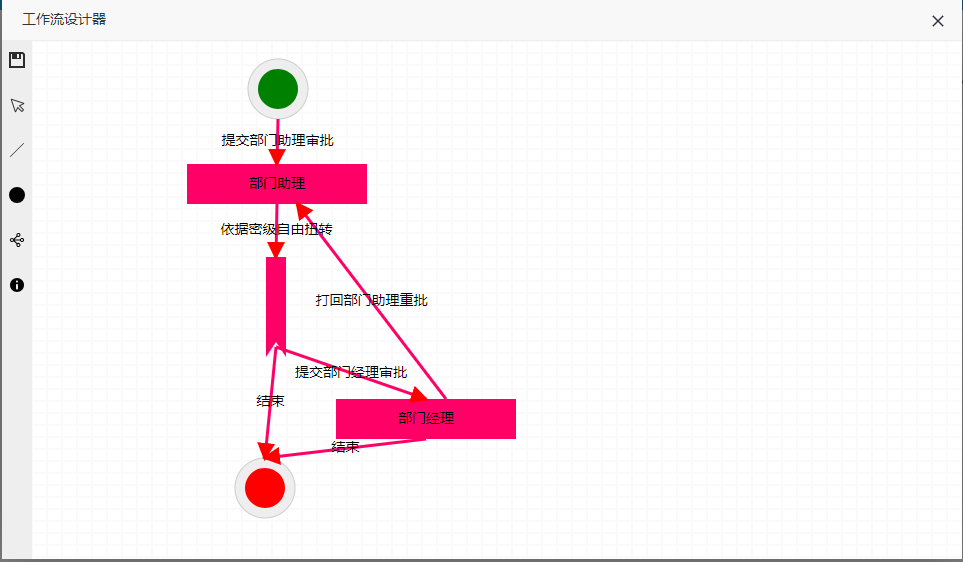 工作流设计器
提交部门助理审批
部门助理
依据密级自由扭转
打回部门助理重批
提交部门经理审批
结束
部门经理
结束